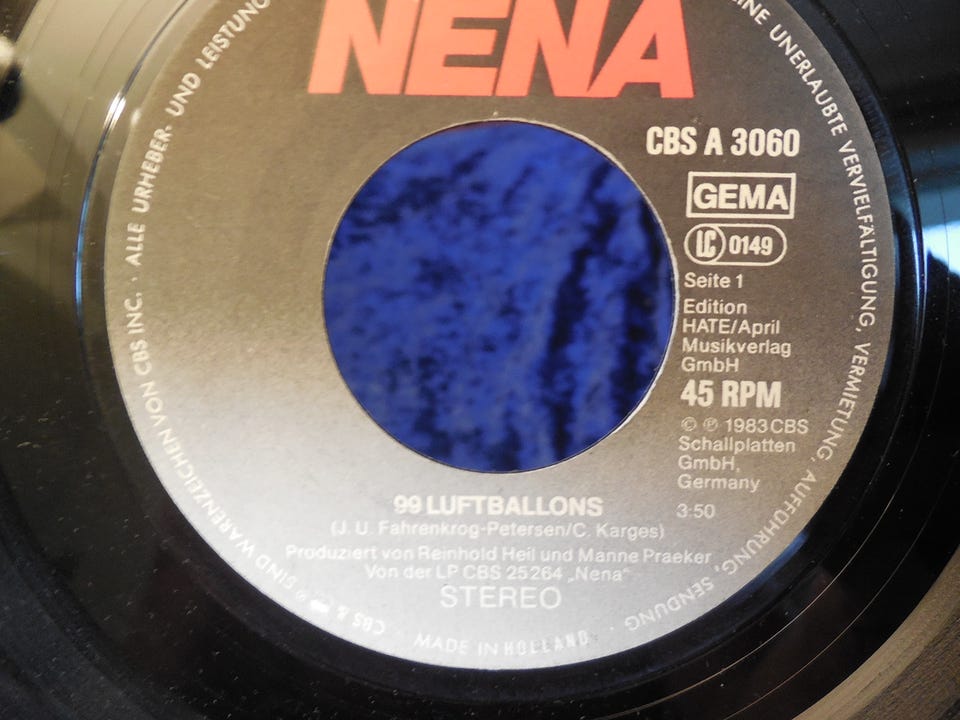 NENA
CBS A 3060
GEMA
LC 0149
Seite 1
Edition
HATE/April
Musikverlag
GmbH
45 RPM
© ℗ 1983 CBS
Schallplatten
GmbH,
Germany
99 LUFTBALLONS
3:50
(J. U. Fahrenkrog-Petersen/C. Karges)
Produziert von Reinhold Heil und Manne Praeker
Von der LP CBS 25264 „Nena“
STEREO
MADE IN HOLLAND
CBS & ® SIND WARENZEICHEN VON CBS INC. · ALLE URHEBER- UND LEISTUNG
EINE UNERLAUBTE VERVIELFÄLTIGUNG, VERMIETUNG, AUFFÜHRUNG, SENDUNG